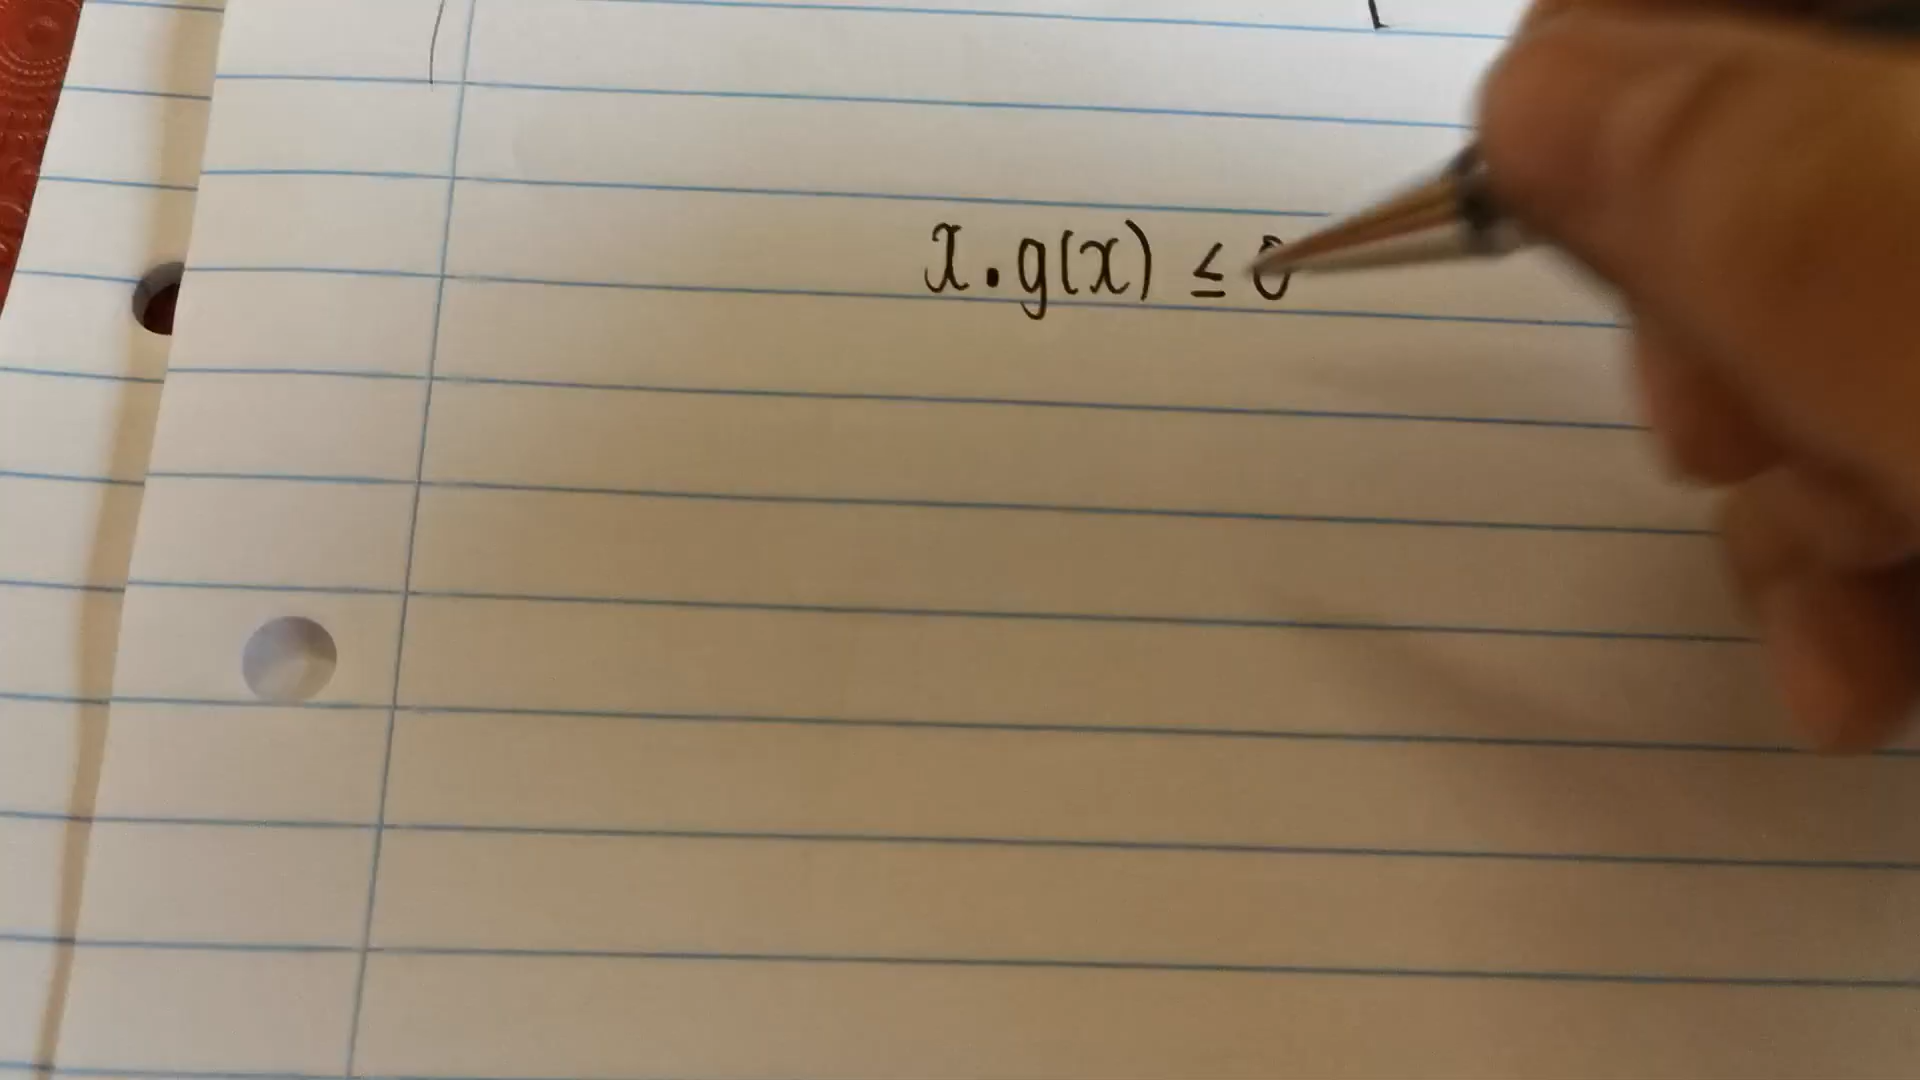 x . g(x) ≤ 0